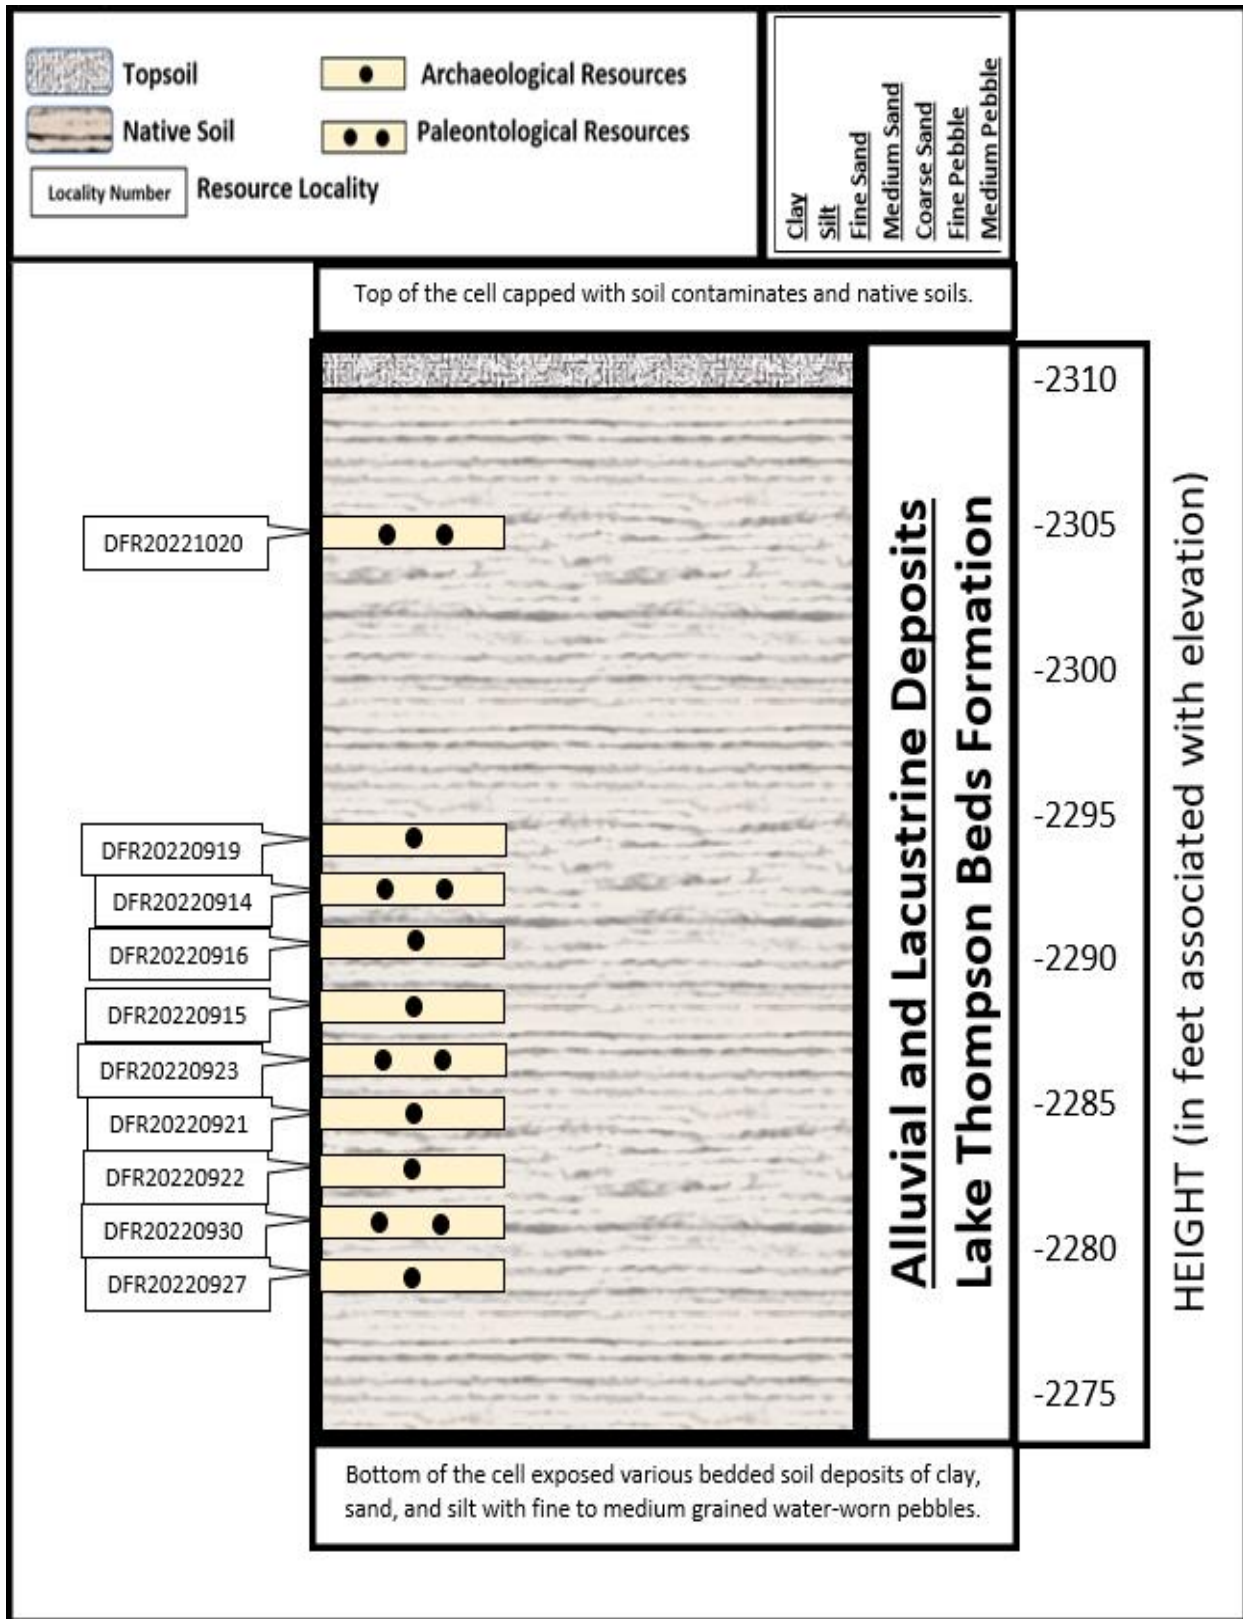 Topsoil
Native Soil
Locality Number
Resource Locality
Archaeological Resources
Paleontological Resources
Clay
Silt
Fine Sand
Medium Sand
Coarse Sand
Fine Pebble
Medium Pebble
Top of the cell capped with soil contaminates and native soils.
DFR20221020
DFR20220919
DFR20220914
DFR20220916
DFR20220915
DFR20220923
DFR20220921
DFR20220922
DFR20220930
DFR20220927
Alluvial and Lacustrine Deposits
Lake Thompson Beds Formation
-2310
-2305
-2300
-2295
-2290
-2285
-2280
-2275
HEIGHT (in feet associated with elevation)
Bottom of the cell exposed various bedded soil deposits of clay,
sand, and silt with fine to medium grained water-worn pebbles.